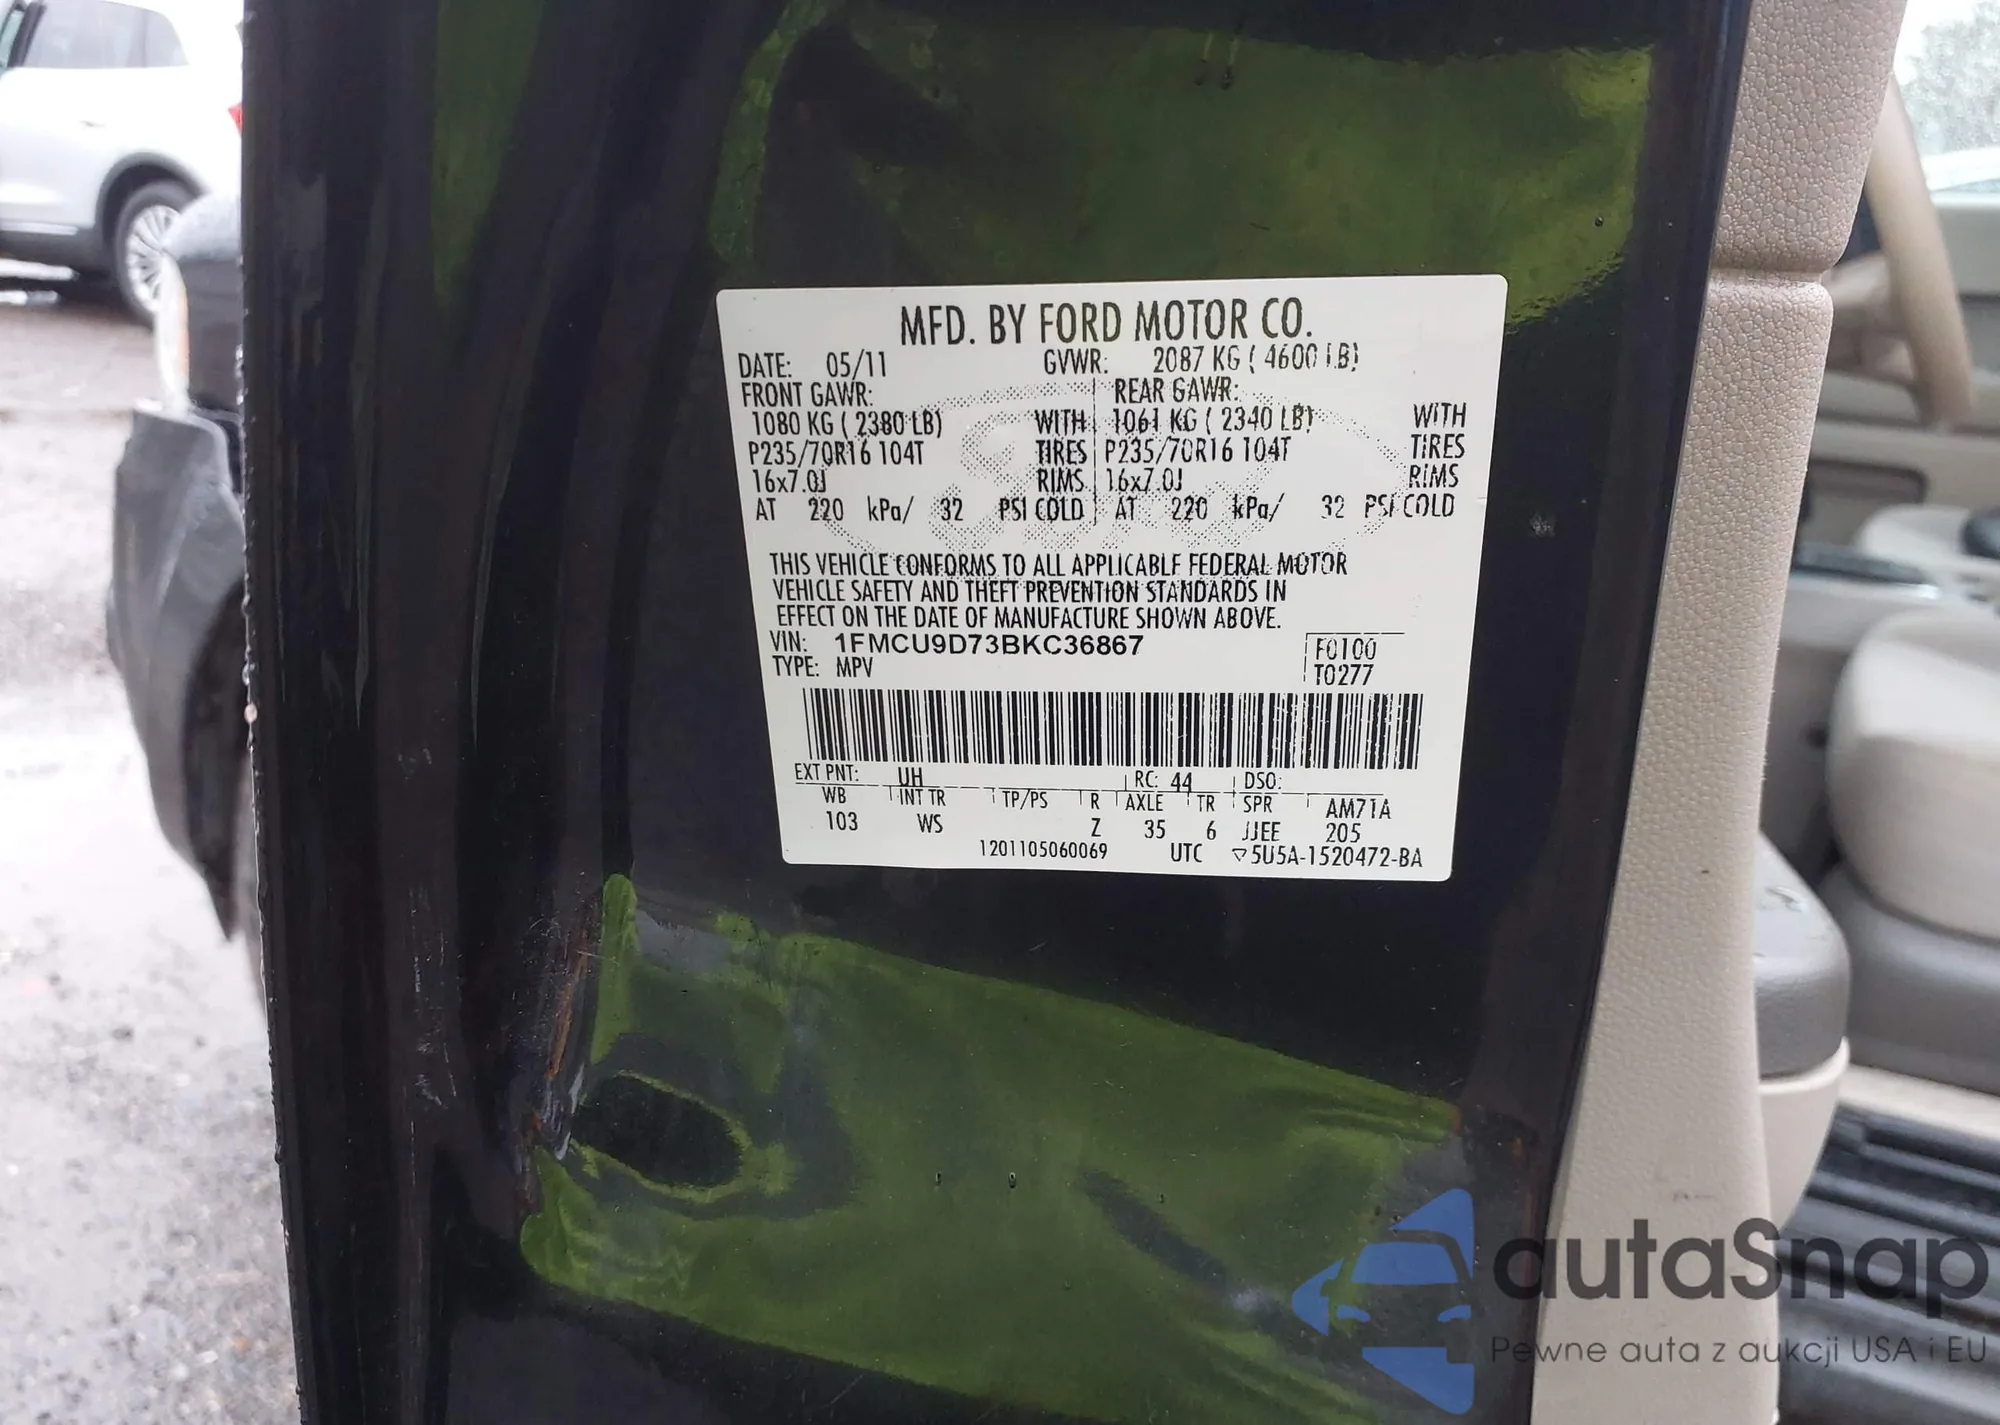 MFD. BY FORD MOTOR CO.
DATE: 05/11 GVWR: 2087 KG ( 4600 LB)
FRONT GAWR: REAR GAWR:
1080 KG ( 2380 LB) WITH 1061 KG ( 2340 LB) WITH
P235/70R16 104T TIRES P235/70R16 104T TIRES
16x7.0J RIMS 16x7.0J RIMS
AT 220 kPa/ 32 PSI COLD AT 220 kPa/ 32 PSI COLD
THIS VEHICLE CONFORMS TO ALL APPLICABLE FEDERAL MOTOR
VEHICLE SAFETY AND THEFT PREVENTION STANDARDS IN
EFFECT ON THE DATE OF MANUFACTURE SHOWN ABOVE.
VIN: 1FMCU9D73BKC36867 F0100
TYPE: MPV T0277
EXT PNT: UH RC: 44 DSO:
WB INT TR TP/PS R AXLE TR SPR AM71A
103 WS Z 35 6 JJEE 205
1201105060069 UTC ▽5U5A-1520472-BA
autaSnap
Pewne auta z aukcji USA i EU